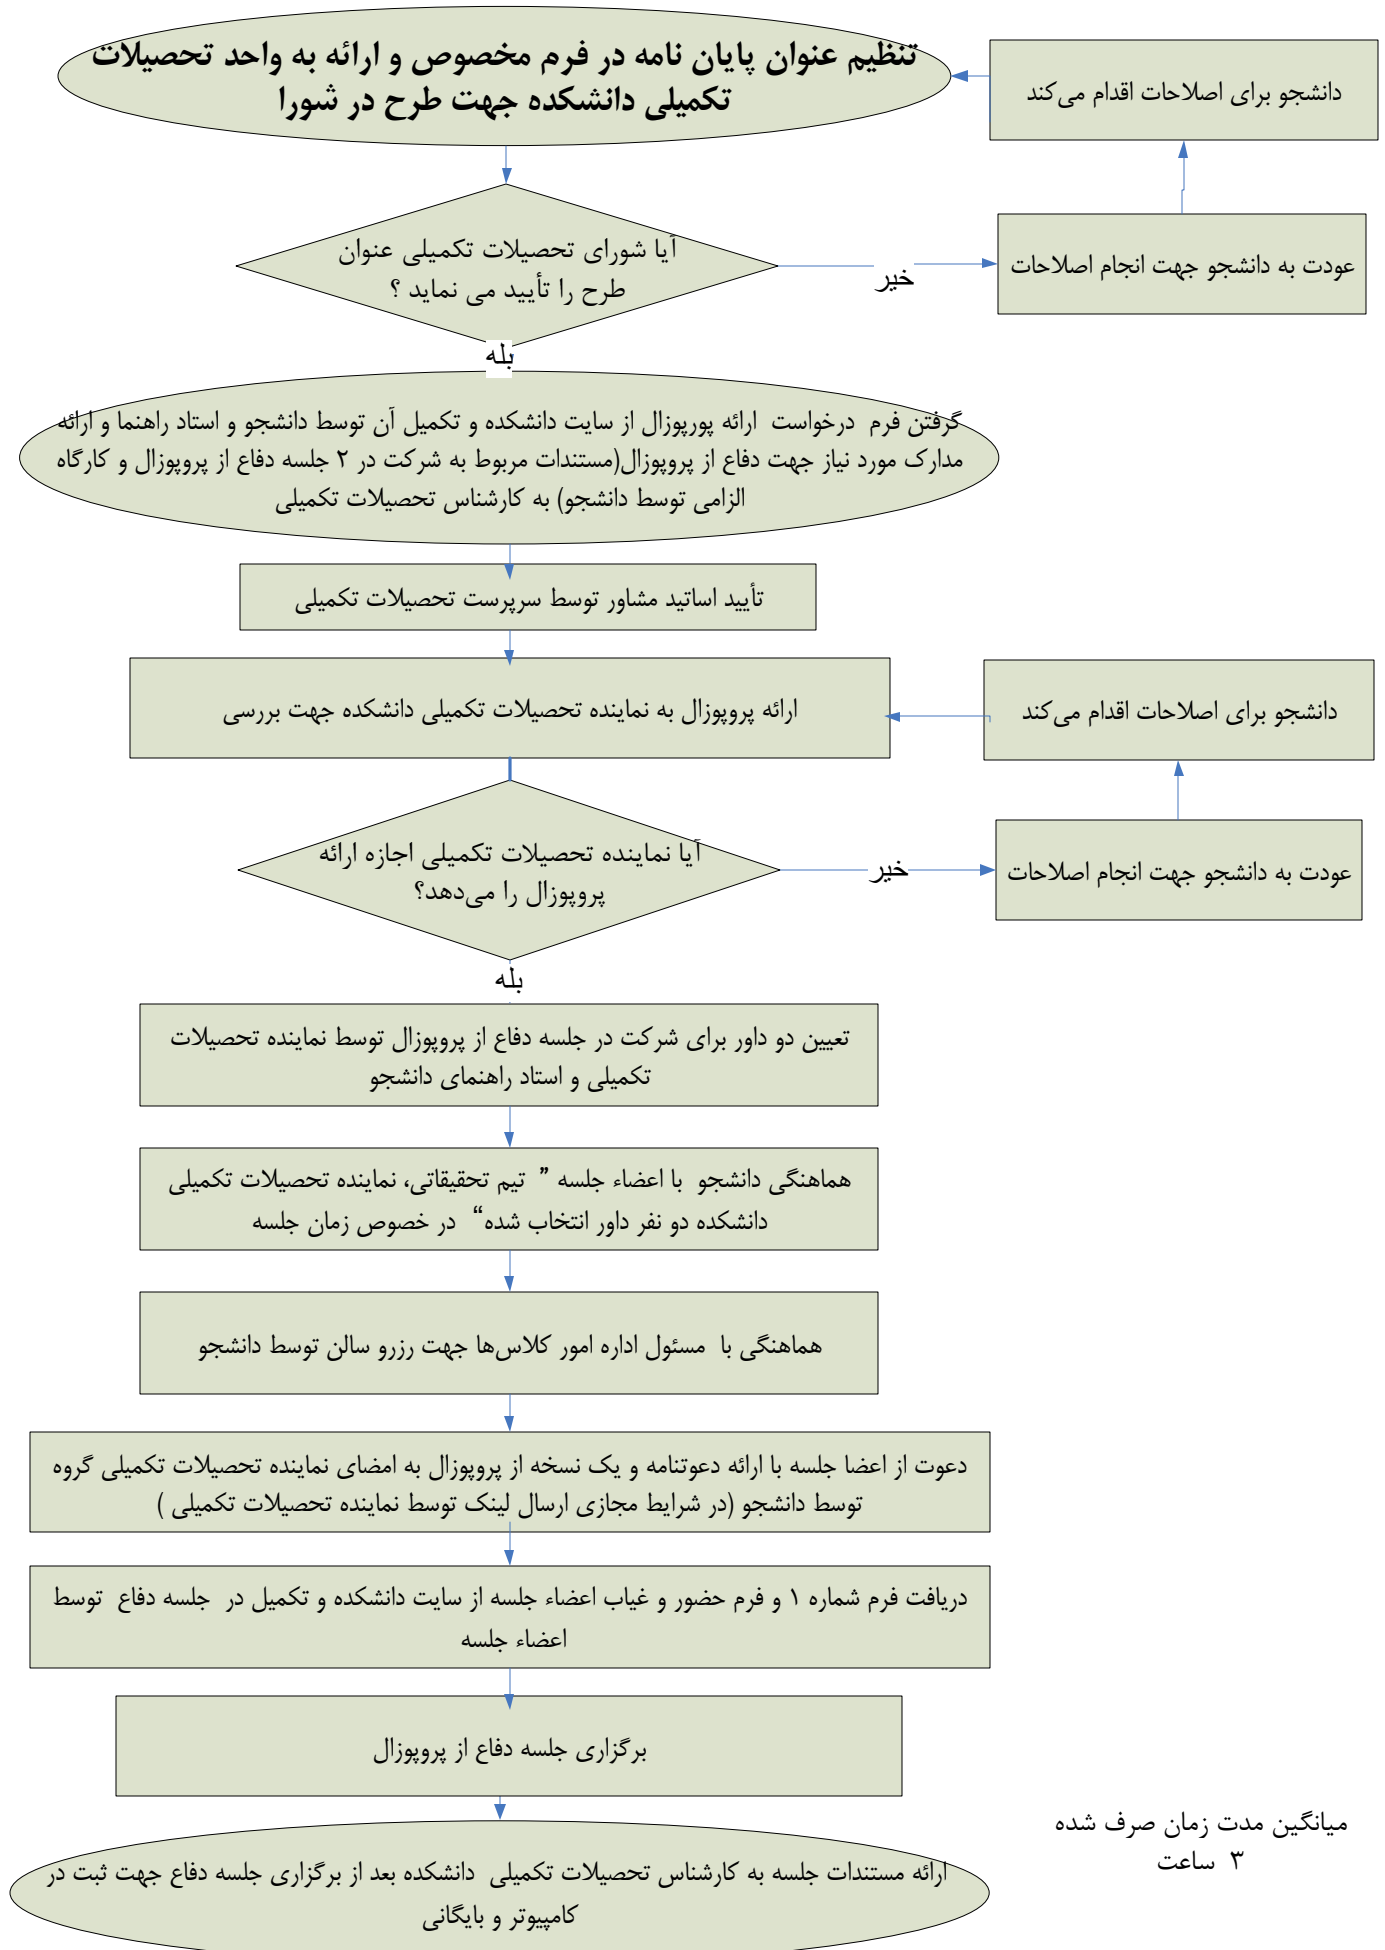 تنظیم عنوان پایان نامه در فرم مخصوص و ارائه به واحد تحصیلات
تکمیلی دانشکده جهت طرح در شورا
دانشجو برای اصلاحات اقدام می‌کند
آیا شورای تحصیلات تکمیلی عنوان
طرح را تأیید می نماید ؟
خیر
عودت به دانشجو جهت انجام اصلاحات
بله
گرفتن فرم درخواست ارائه پورپوزال از سایت دانشکده و تکمیل آن توسط دانشجو و استاد راهنما و ارائه
مدارک مورد نیاز جهت دفاع از پروپوزال(مستندات مربوط به شرکت در ۲ جلسه دفاع از پروپوزال و کارگاه
الزامی توسط دانشجو) به کارشناس تحصیلات تکمیلی
تأیید اساتید مشاور توسط سرپرست تحصیلات تکمیلی
ارائه پروپوزال به نماینده تحصیلات تکمیلی دانشکده جهت بررسی
دانشجو برای اصلاحات اقدام می‌کند
آیا نماینده تحصیلات تکمیلی اجازه ارائه
پروپوزال را می‌دهد؟
خیر
عودت به دانشجو جهت انجام اصلاحات
بله
تعیین دو داور برای شرکت در جلسه دفاع از پروپوزال توسط نماینده تحصیلات
تکمیلی و استاد راهنمای دانشجو
هماهنگی دانشجو با اعضاء جلسه ” تیم تحقیقاتی، نماینده تحصیلات تکمیلی
دانشکده دو نفر داور انتخاب شده“ در خصوص زمان جلسه
هماهنگی با مسئول اداره امور کلاس‌ها جهت رزرو سالن توسط دانشجو
دعوت از اعضا جلسه با ارائه دعوتنامه و یک نسخه از پروپوزال به امضای نماینده تحصیلات تکمیلی گروه
توسط دانشجو (در شرایط مجازی ارسال لینک توسط نماینده تحصیلات تکمیلی )
دریافت فرم شماره ۱ و فرم حضور و غیاب اعضاء جلسه از سایت دانشکده و تکمیل در جلسه دفاع توسط
اعضاء جلسه
برگزاری جلسه دفاع از پروپوزال
میانگین مدت زمان صرف شده
۳ ساعت
ارائه مستندات جلسه به کارشناس تحصیلات تکمیلی دانشکده بعد از برگزاری جلسه دفاع جهت ثبت در
کامپیوتر و بایگانی